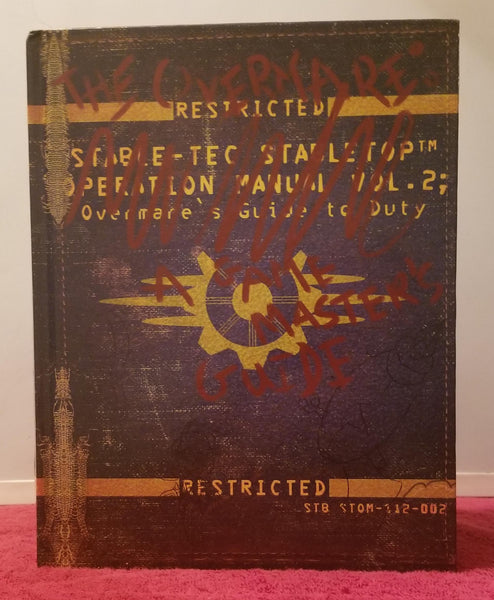 THE OVERMARE:
RESTRICTED
STABLE-TEC STABLETOP™
OPERATION MANUAL VOL.2;
Overmare`s Guide to Duty
A GAME
MASTER'S
GUIDE
RESTRICTED
STB STOM-112-002